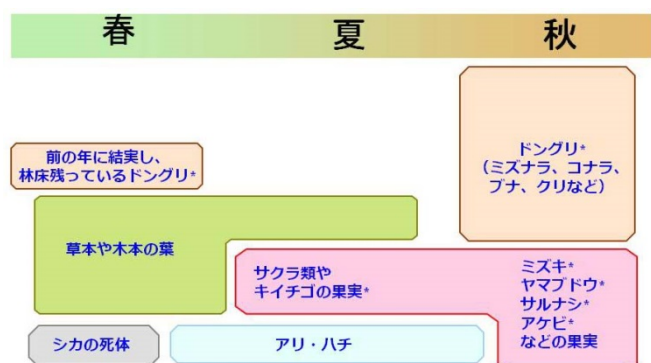 春
夏
秋
前の年に結実し、
林床残っているドングリ*
ドングリ*
（ミズナラ、コナラ、
ブナ、クリなど）
草本や木本の葉
サクラ類や
キイチゴの果実*
ミズキ*
ヤマブドウ*
サルナシ*
アケビ*
などの果実
シカの死体
アリ・ハチ